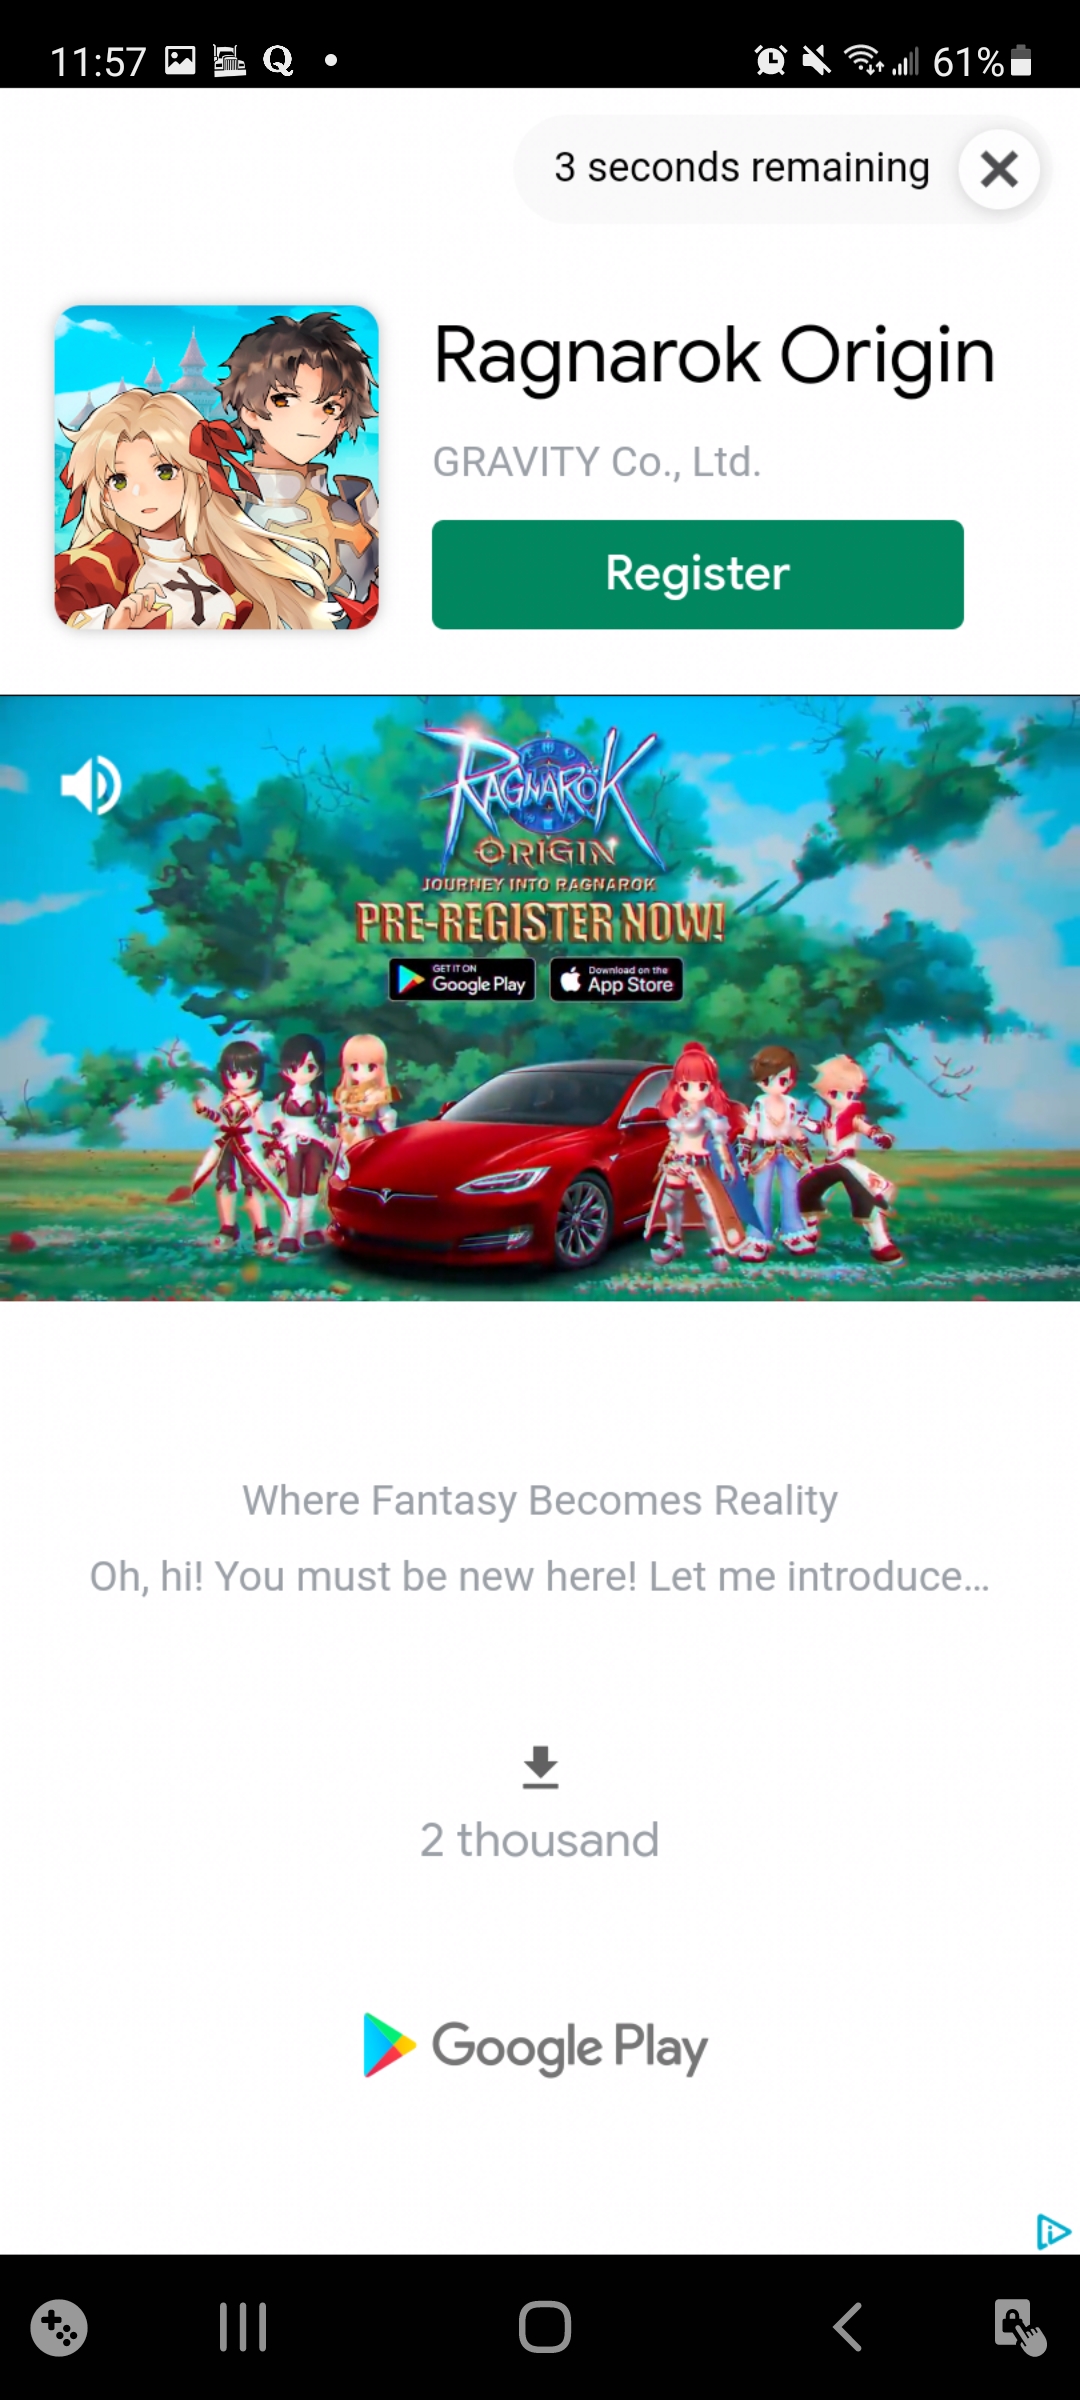 11:57
61%
3 seconds remaining
Ragnarok Origin
GRAVITY Co., Ltd.
Register
RAGNAROK
ORIGIN
JOURNEY INTO RAGNAROK
PRE-REGISTER NOW!
GET IT ON
Google Play
Download on the
App Store
Where Fantasy Becomes Reality
Oh, hi! You must be new here! Let me introduce...
2 thousand
Google Play